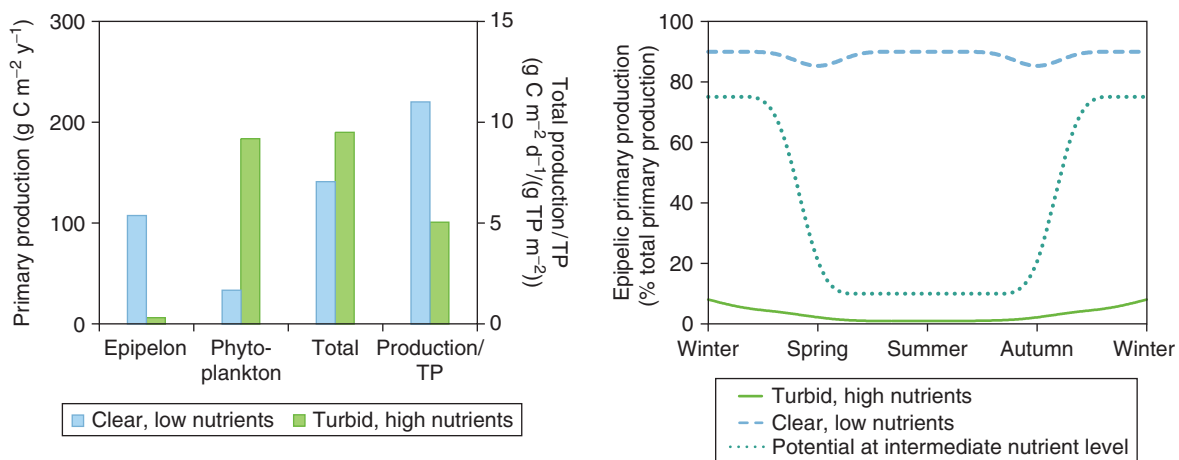 Primary production (g C m⁻² y⁻¹)
300
200
100
0
15
10
5
0
Total production/TP
(g C m⁻² d⁻¹/(g TP m⁻²))
Epipelon
Phyto-
plankton
Total
Production/
TP
Clear, low nutrients
Turbid, high nutrients
Epipelic primary production
(% total primary production)
100
80
60
40
20
0
Winter
Spring
Summer
Autumn
Winter
Turbid, high nutrients
Clear, low nutrients
Potential at intermediate nutrient level